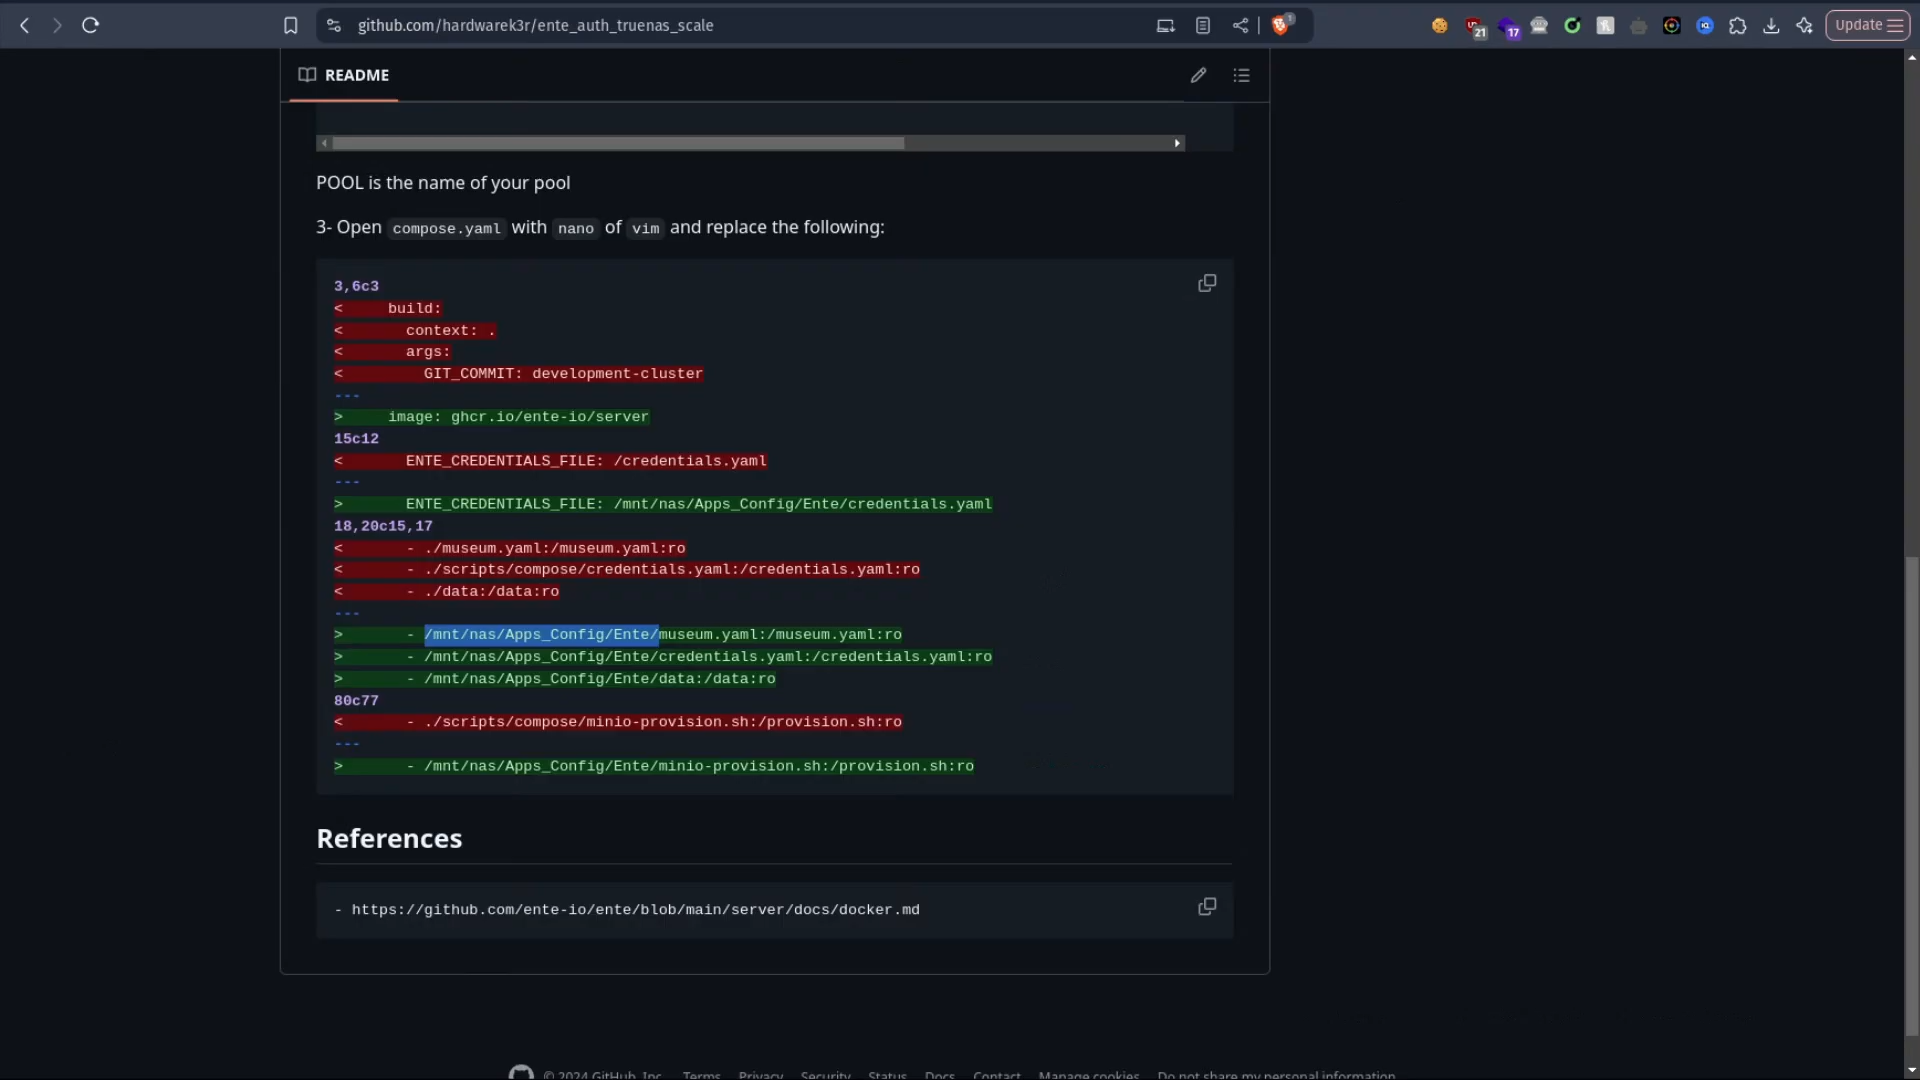 github.com/hardwarek3r/ente_auth_truenas_scale
1
21
17
Update
README
POOL is the name of your pool
3- Open compose.yaml with nano of vim and replace the following:
3,6c3
<     build:
<       context: .
<       args:
<         GIT_COMMIT: development-cluster
---
>     image: ghcr.io/ente-io/server
15c12
<       ENTE_CREDENTIALS_FILE: /credentials.yaml
---
>       ENTE_CREDENTIALS_FILE: /mnt/nas/Apps_Config/Ente/credentials.yaml
18,20c15,17
<       - ./museum.yaml:/museum.yaml:ro
<       - ./scripts/compose/credentials.yaml:/credentials.yaml:ro
<       - ./data:/data:ro
---
>       - /mnt/nas/Apps_Config/Ente/museum.yaml:/museum.yaml:ro
>       - /mnt/nas/Apps_Config/Ente/credentials.yaml:/credentials.yaml:ro
>       - /mnt/nas/Apps_Config/Ente/data:/data:ro
80c77
<       - ./scripts/compose/minio-provision.sh:/provision.sh:ro
---
>       - /mnt/nas/Apps_Config/Ente/minio-provision.sh:/provision.sh:ro
References
- https://github.com/ente-io/ente/blob/main/server/docs/docker.md
© 2024 GitHub, Inc. Terms Privacy Security Status Docs Contact Manage cookies Do not share my personal information